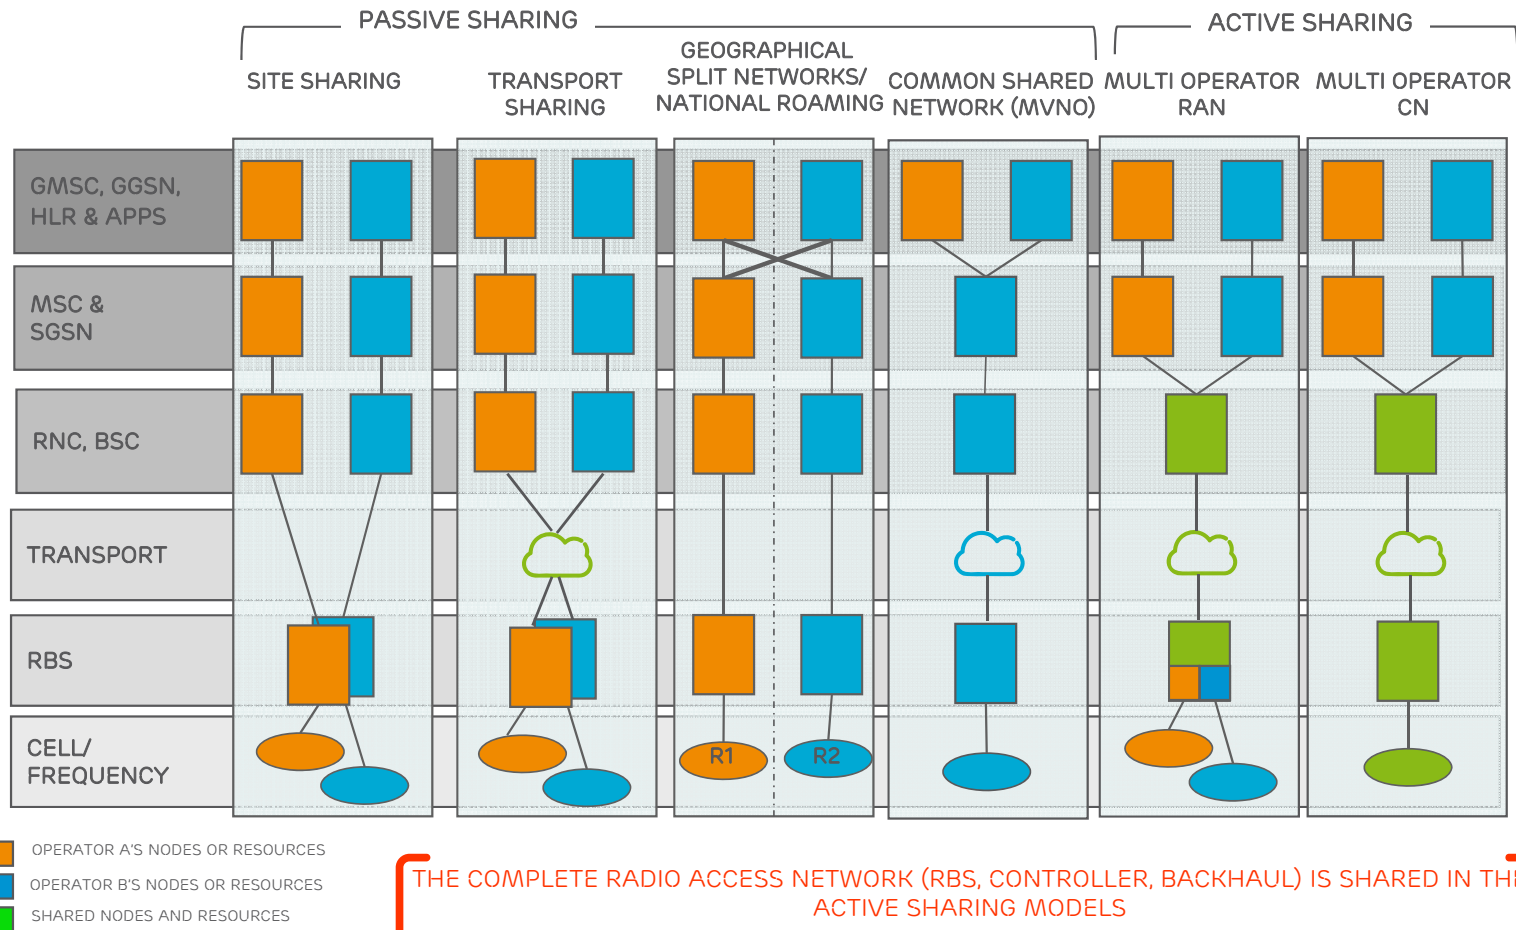 PASSIVE SHARING
ACTIVE SHARING
SITE SHARING
TRANSPORT
SHARING
GEOGRAPHICAL
SPLIT NETWORKS/
NATIONAL ROAMING
COMMON SHARED
NETWORK (MVNO)
MULTI OPERATOR
RAN
MULTI OPERATOR
CN
GMSC, GGSN,
HLR & APPS
MSC &
SGSN
RNC, BSC
TRANSPORT
RBS
CELL/
FREQUENCY
R1
R2
OPERATOR A'S NODES OR RESOURCES
OPERATOR B'S NODES OR RESOURCES
SHARED NODES AND RESOURCES
THE COMPLETE RADIO ACCESS NETWORK (RBS, CONTROLLER, BACKHAUL) IS SHARED IN THE
ACTIVE SHARING MODELS